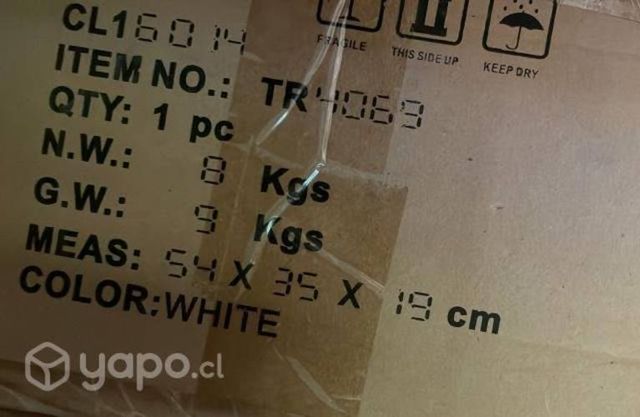 CL16014
FRAGILE
THIS SIDE UP
KEEP DRY
ITEM NO.: TR4069
QTY: 1 pc
N.W.: 8 Kgs
G.W.: 9 Kgs
MEAS: 54 X 35 X 19 cm
COLOR:WHITE
yapo.cl